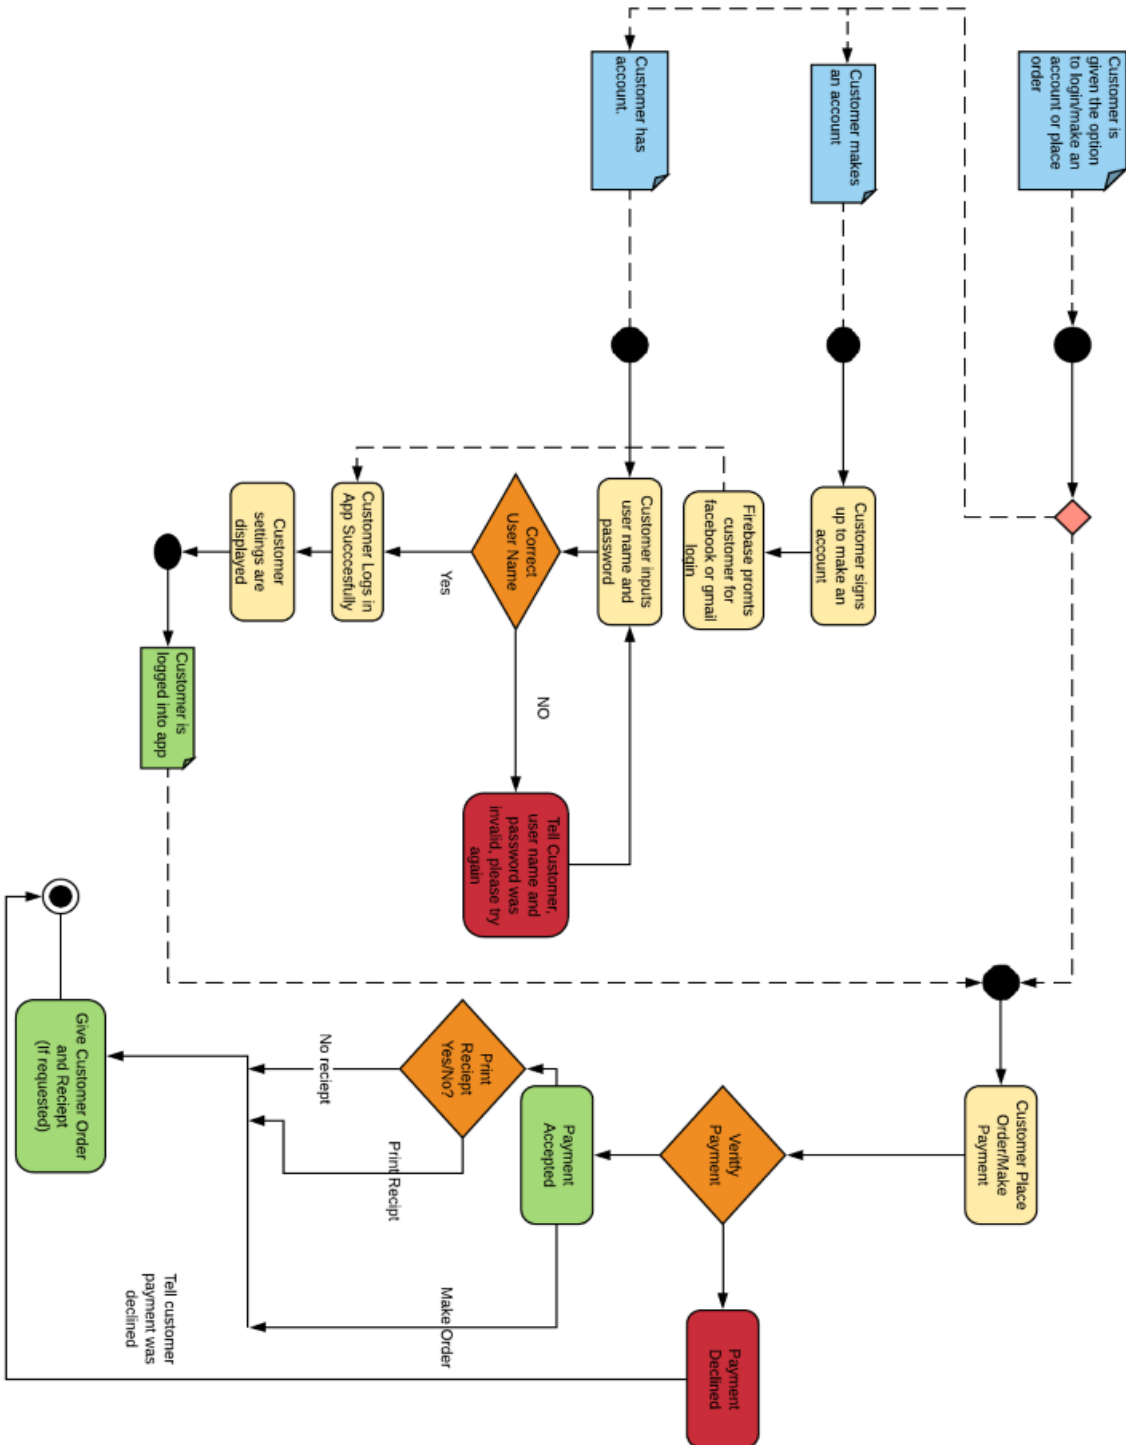 Customer is
given the option
to login/make an
account or place
order
Customer makes
an account
Customer has
account.
Customer signs
up to make an
account
Firebase promts
customer for
facebook or gmail
login
Customer inputs
user name and
password
Correct
User Name
Yes
NO
Customer Logs in
App Succcesfully
Customer
settings are
displayed
Customer is
logged into app
Tell Customer,
user name and
password was
invalid, please try
again
Customer Place
Order/Make
Payment
Veritfy
Payment
Payment
Declined
Payment
Accepted
Print
Reciept
Yes/No?
No reciept
Print Recipt
Make Order
Give Customer Order
and Reciept
(If requested)
Tell customer
payment was
declined